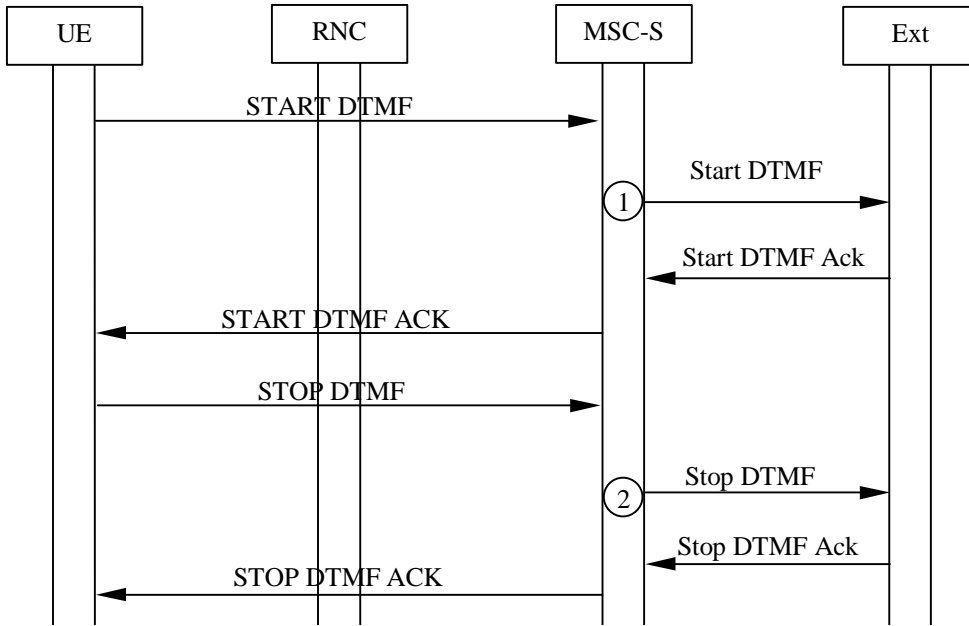 UE
RNC
MSC-S
Ext
START DTMF
Start DTMF
1
Start DTMF Ack
START DTMF ACK
STOP DTMF
Stop DTMF
2
Stop DTMF Ack
STOP DTMF ACK